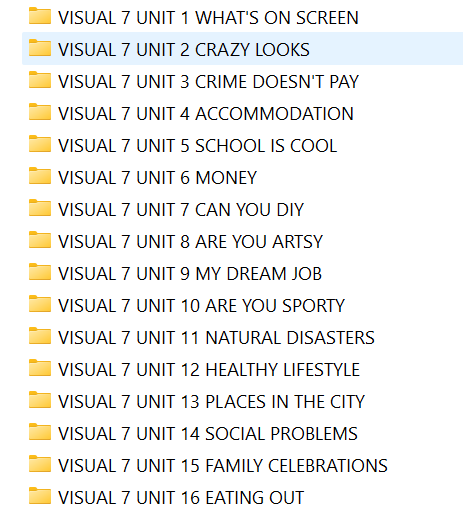 VISUAL 7 UNIT 1 WHAT'S ON SCREEN
VISUAL 7 UNIT 2 CRAZY LOOKS
VISUAL 7 UNIT 3 CRIME DOESN'T PAY
VISUAL 7 UNIT 4 ACCOMMODATION
VISUAL 7 UNIT 5 SCHOOL IS COOL
VISUAL 7 UNIT 6 MONEY
VISUAL 7 UNIT 7 CAN YOU DIY
VISUAL 7 UNIT 8 ARE YOU ARTSY
VISUAL 7 UNIT 9 MY DREAM JOB
VISUAL 7 UNIT 10 ARE YOU SPORTY
VISUAL 7 UNIT 11 NATURAL DISASTERS
VISUAL 7 UNIT 12 HEALTHY LIFESTYLE
VISUAL 7 UNIT 13 PLACES IN THE CITY
VISUAL 7 UNIT 14 SOCIAL PROBLEMS
VISUAL 7 UNIT 15 FAMILY CELEBRATIONS
VISUAL 7 UNIT 16 EATING OUT